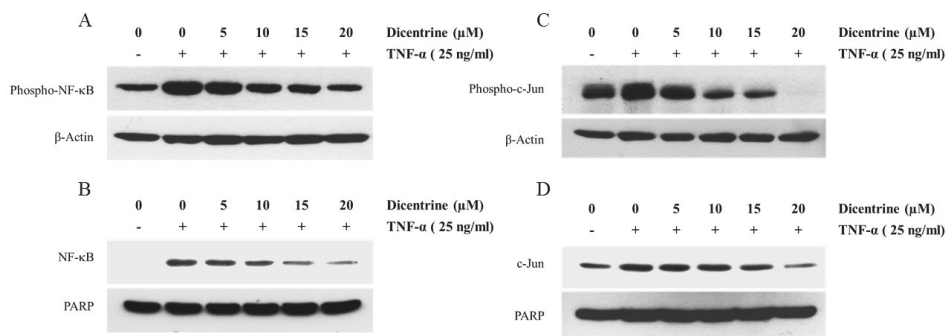 A
0 0 5 10 15 20 Dicentrine (µM)
- + + + + + TNF-α ( 25 ng/ml)
Phospho-NF-κB
β-Actin
B
0 0 5 10 15 20 Dicentrine (µM)
- + + + + + TNF-α ( 25 ng/ml)
NF-κB
PARP
C
0 0 5 10 15 20 Dicentrine (µM)
- + + + + + TNF-α ( 25 ng/ml)
Phospho-c-Jun
β-Actin
D
0 0 5 10 15 20 Dicentrine (µM)
- + + + + + TNF-α ( 25 ng/ml)
c-Jun
PARP